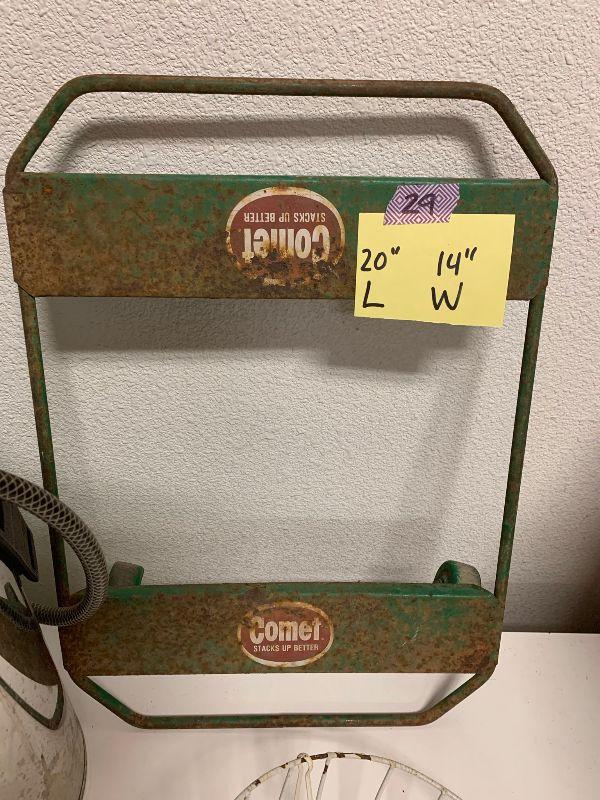 Comet
STACKS UP BETTER
24
20" 14"
L W
Comet
STACKS UP BETTER